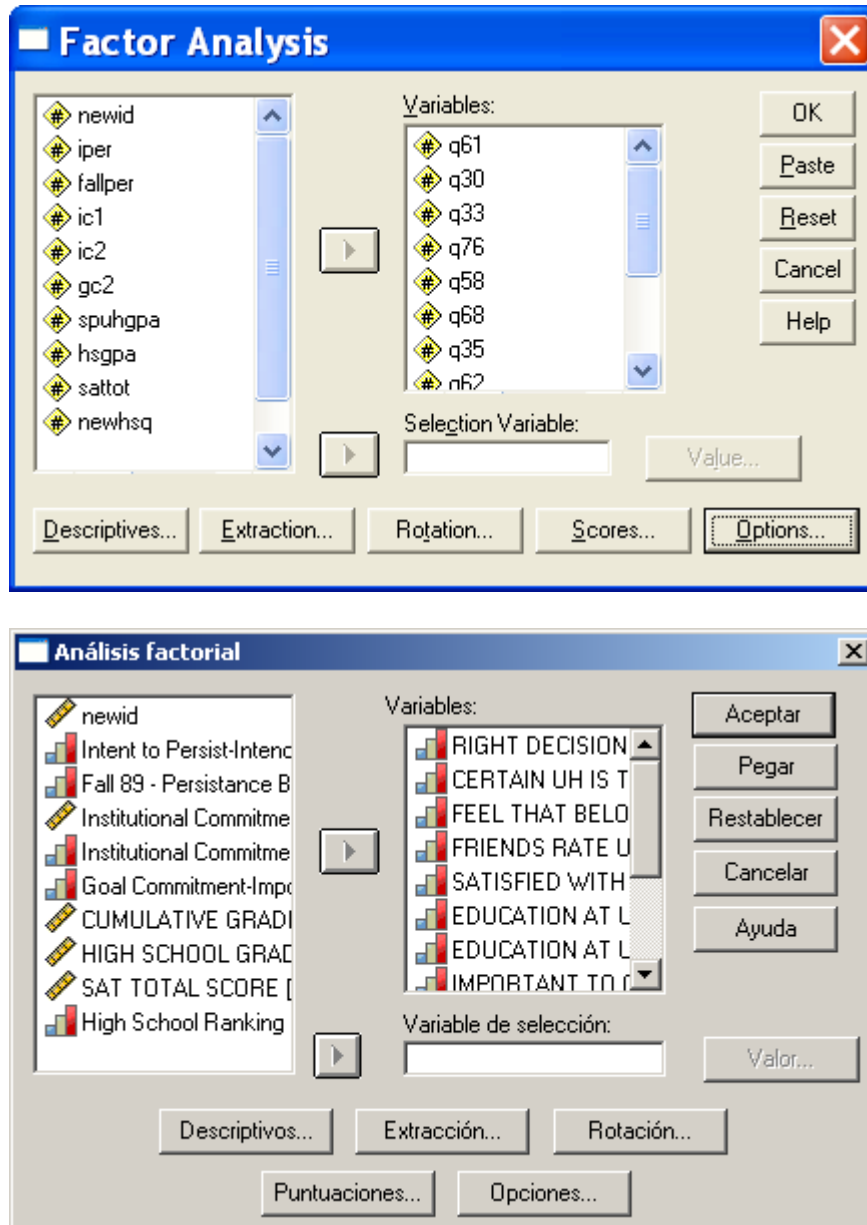 Factor Analysis
newid
iper
fallper
ic1
ic2
gc2
spuhgpa
hsgpa
sattot
newhsq
Variables:
q61
q30
q33
q76
q58
q68
q35
q62
Selection Variable:
Value...
OK
Paste
Reset
Cancel
Help
Descriptives...
Extraction...
Rotation...
Scores...
Options...
Análisis factorial
newid
Intent to Persist-Intenc
Fall 89 - Persistance B
Institutional Commitme
Institutional Commitme
Goal Commitment-Impo
CUMULATIVE GRADI
HIGH SCHOOL GRAD
SAT TOTAL SCORE [
High School Ranking
Variables:
RIGHT DECISION
CERTAIN UH IS T
FEEL THAT BELO
FRIENDS RATE U
SATISFIED WITH
EDUCATION AT U
EDUCATION AT U
IMPORTANT TO
Variable de selección:
Valor...
Aceptar
Pegar
Restablecer
Cancelar
Ayuda
Descriptivos...
Extracción...
Rotación...
Puntuaciones...
Opciones...